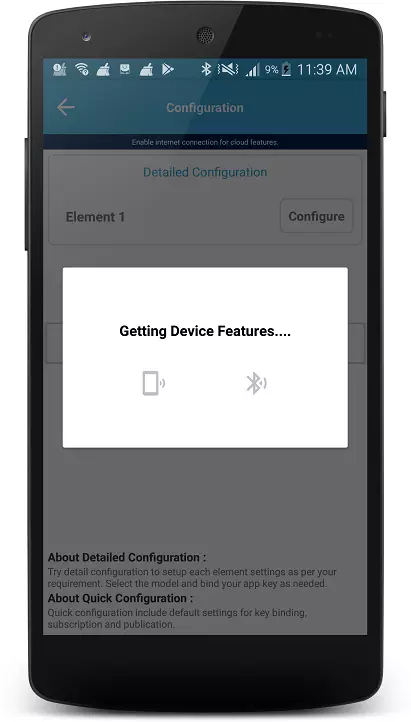 9% 11:39 AM
Configuration
Enable internet connection for cloud features.
Detailed Configuration
Element 1 Configure
Getting Device Features....
About Detailed Configuration :
Try detail configuration to setup each element settings as per your
requirement. Select the model and bind your app key as needed.
About Quick Configuration :
Quick configuration include default settings for key binding,
subscription and publication.